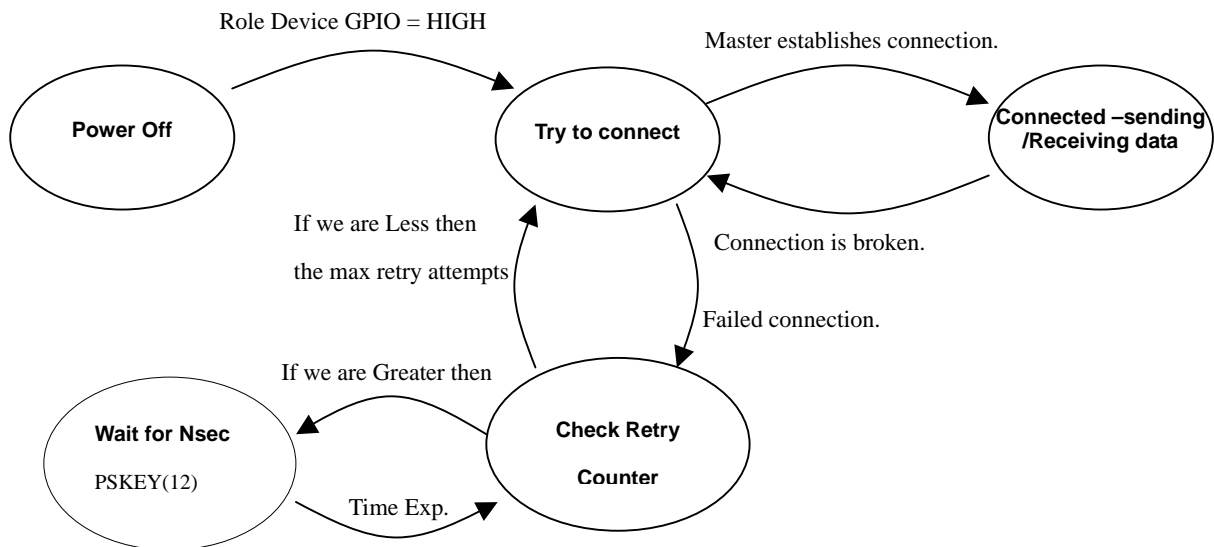 Role Device GPIO = HIGH
Master establishes connection.
Power Off
Try to connect
Connected –sending
/Receiving data
If we are Less then
the max retry attempts
Connection is broken.
Failed connection.
If we are Greater then
Wait for Nsec
PSKEY(12)
Check Retry
Counter
Time Exp.